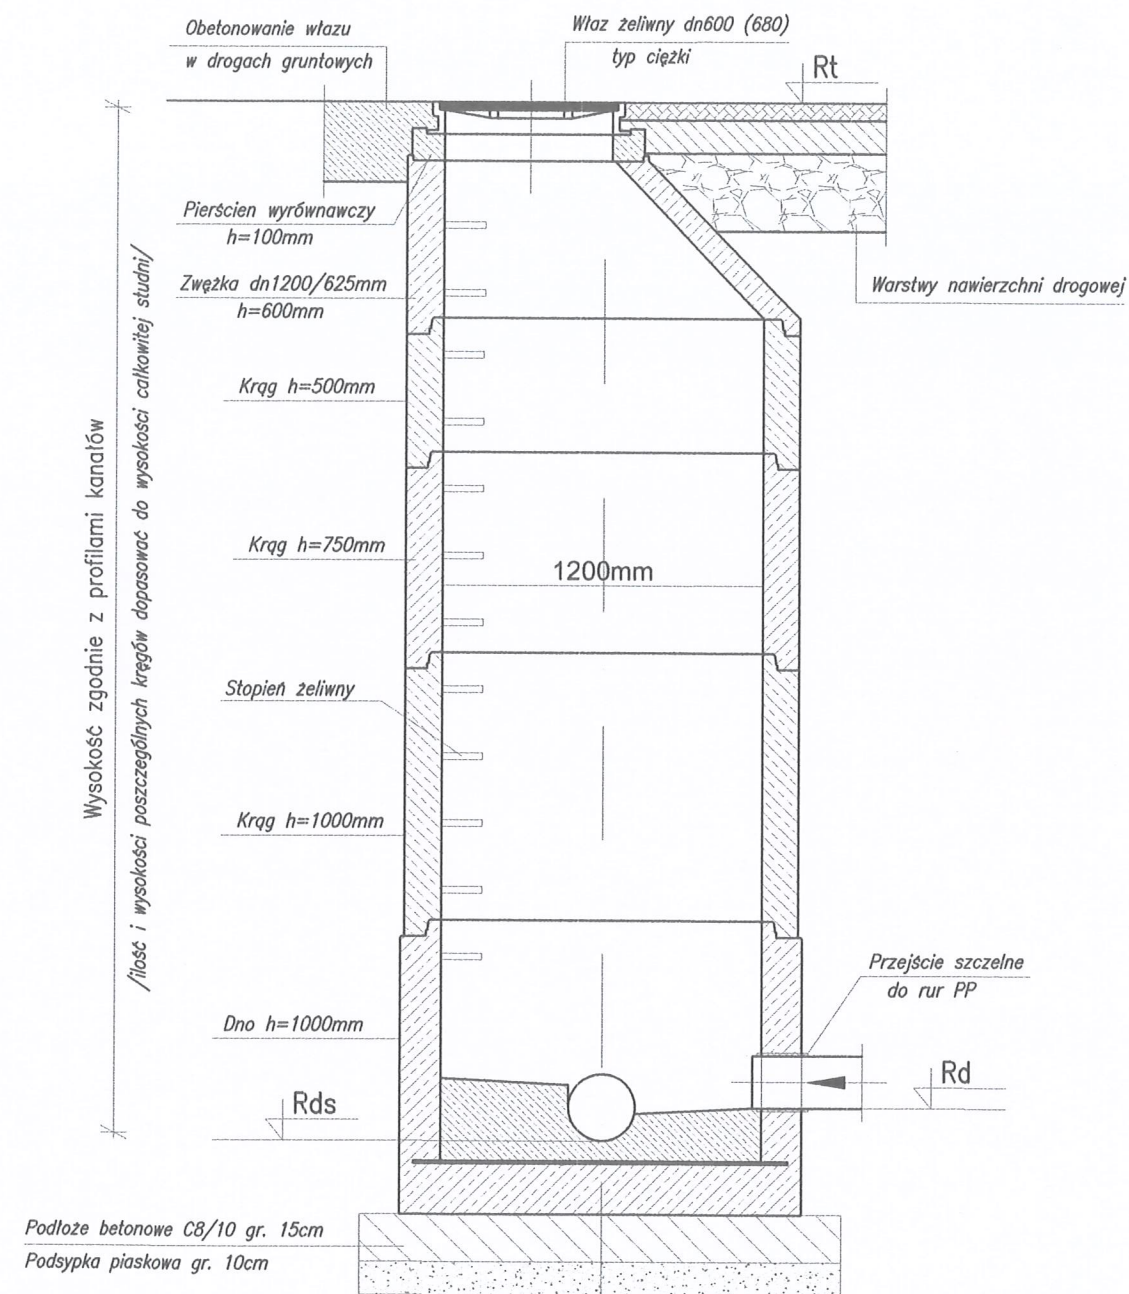 Obetonowanie włazu
w drogach gruntowych
Właz żeliwny dn600 (680)
typ ciężki
Rt
Pierścien wyrównawczy
h=100mm
Zwężka dn1200/625mm
h=600mm
Warstwy nawierzchni drogowej
Krąg h=500mm
Krąg h=750mm
1200mm
Stopień żeliwny
Krąg h=1000mm
Wysokość zgodnie z profilami kanałów
/ilość i wysokości poszczególnych kręgów dopasować do wysokości całkowitej studni/
Przejście szczelne
do rur PP
Dno h=1000mm
Rd
Rds
Podłoże betonowe C8/10 gr. 15cm
Podsypka piaskowa gr. 10cm